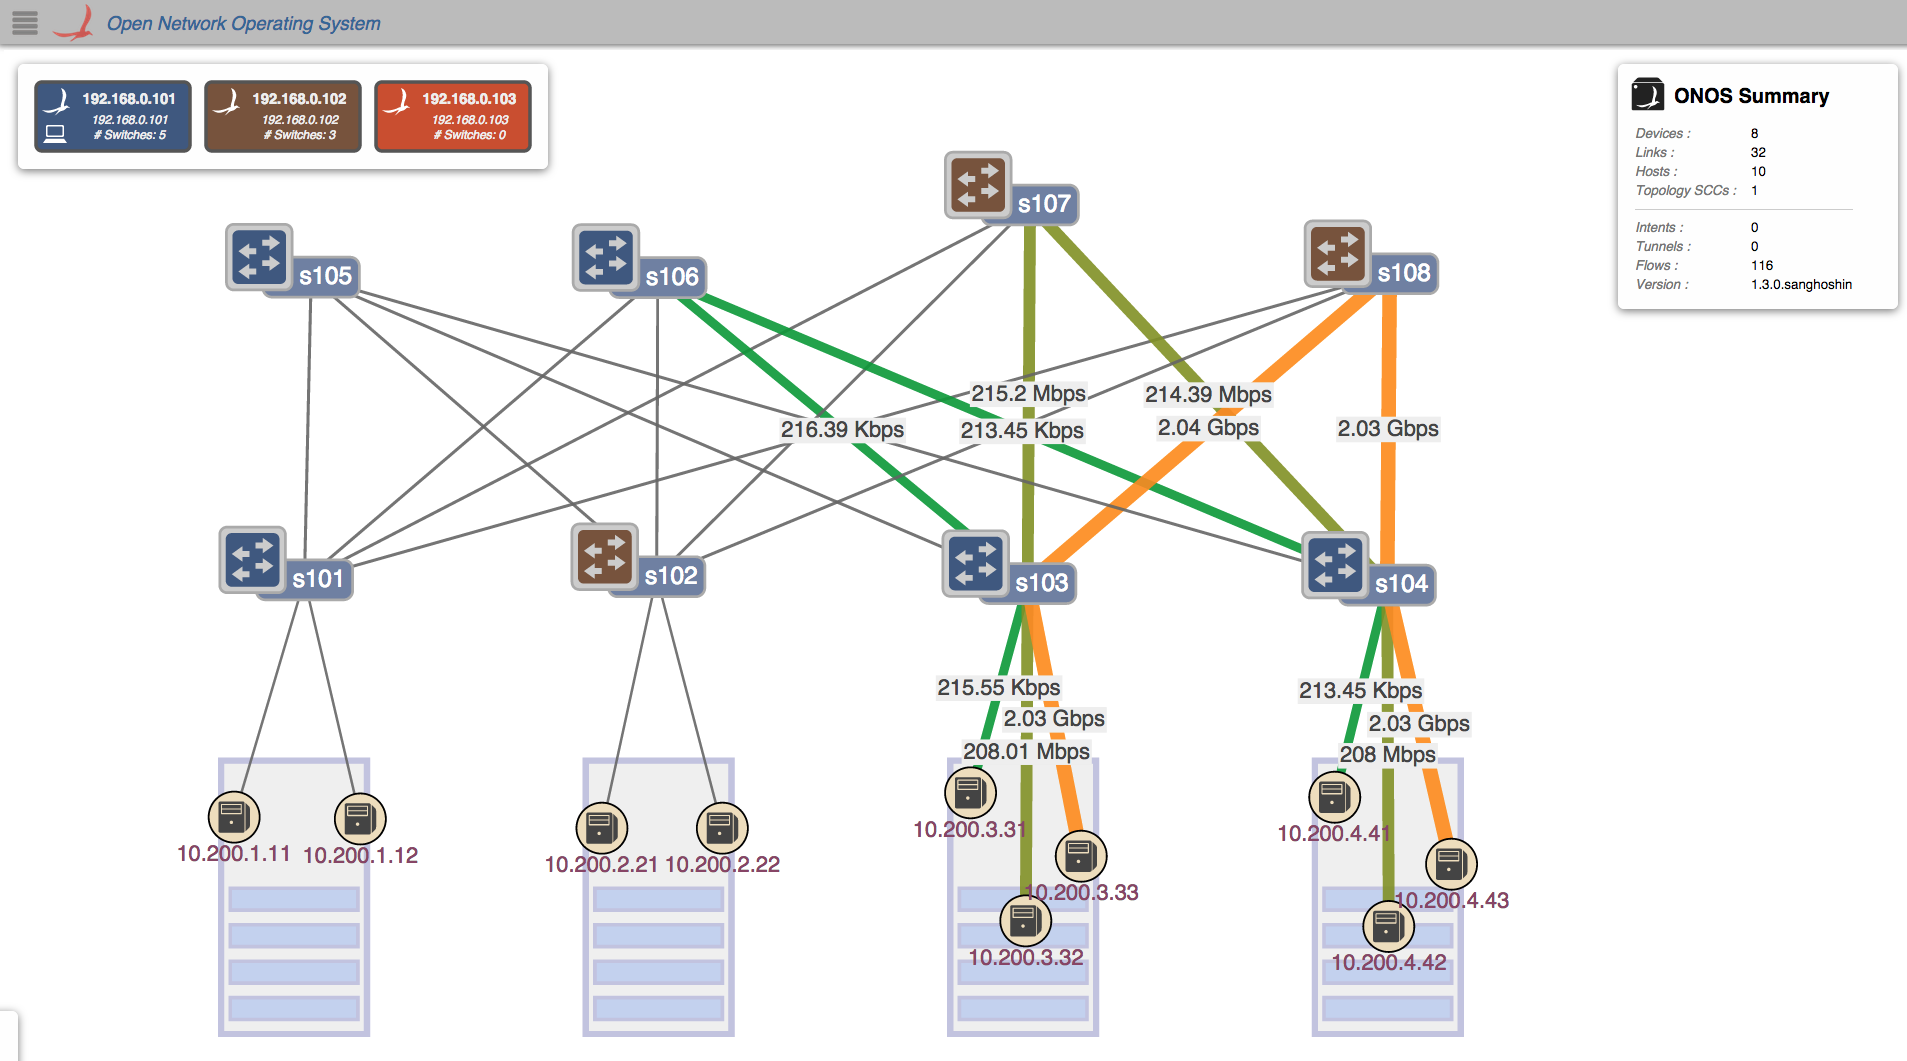 Open Network Operating System
192.168.0.101
192.168.0.101
# Switches: 5
192.168.0.102
192.168.0.102
# Switches: 3
192.168.0.103
192.168.0.103
# Switches: 0
ONOS Summary
Devices : 8
Links : 32
Hosts : 10
Topology SCCs : 1
Intents : 0
Tunnels : 0
Flows : 116
Version : 1.3.0.sanghoshin
s107
s105
s106
s108
215.2 Mbps
214.39 Mbps
216.39 Kbps
213.45 Kbps
2.04 Gbps
2.03 Gbps
s101
s102
s103
s104
215.55 Kbps
213.45 Kbps
2.03 Gbps
2.03 Gbps
208.01 Mbps
208 Mbps
10.200.1.11
10.200.1.12
10.200.2.21
10.200.2.22
10.200.3.31
10.200.4.41
10.200.3.33
10.200.4.43
10.200.3.32
10.200.4.42